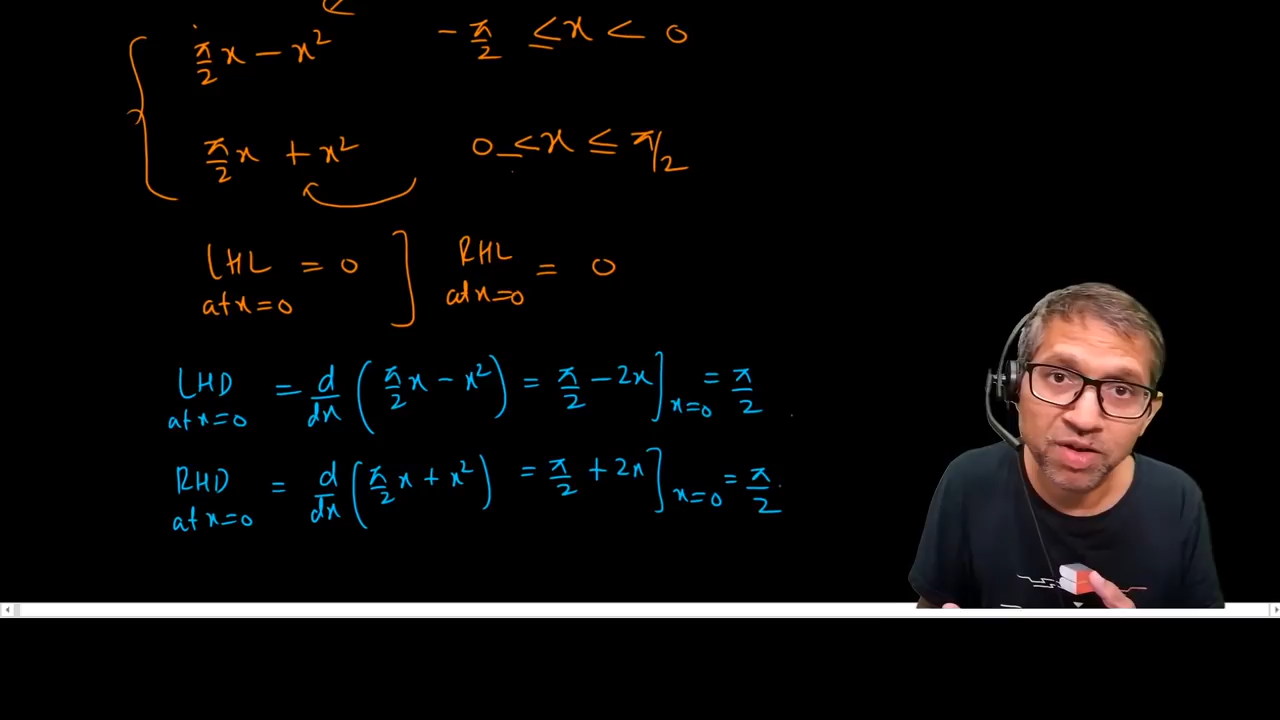 π/2 x − x²    −π/2 ≤ x < 0
π/2 x + x²    0 ≤ x ≤ π/2
LHL at x=0 = 0 ] RHL at x=0 = 0
LHD at x=0 = d/dx (π/2 x − x²) = π/2 − 2x]x=0 = π/2
RHD at x=0 = d/dx (π/2 x + x²) = π/2 + 2x]x=0 = π/2